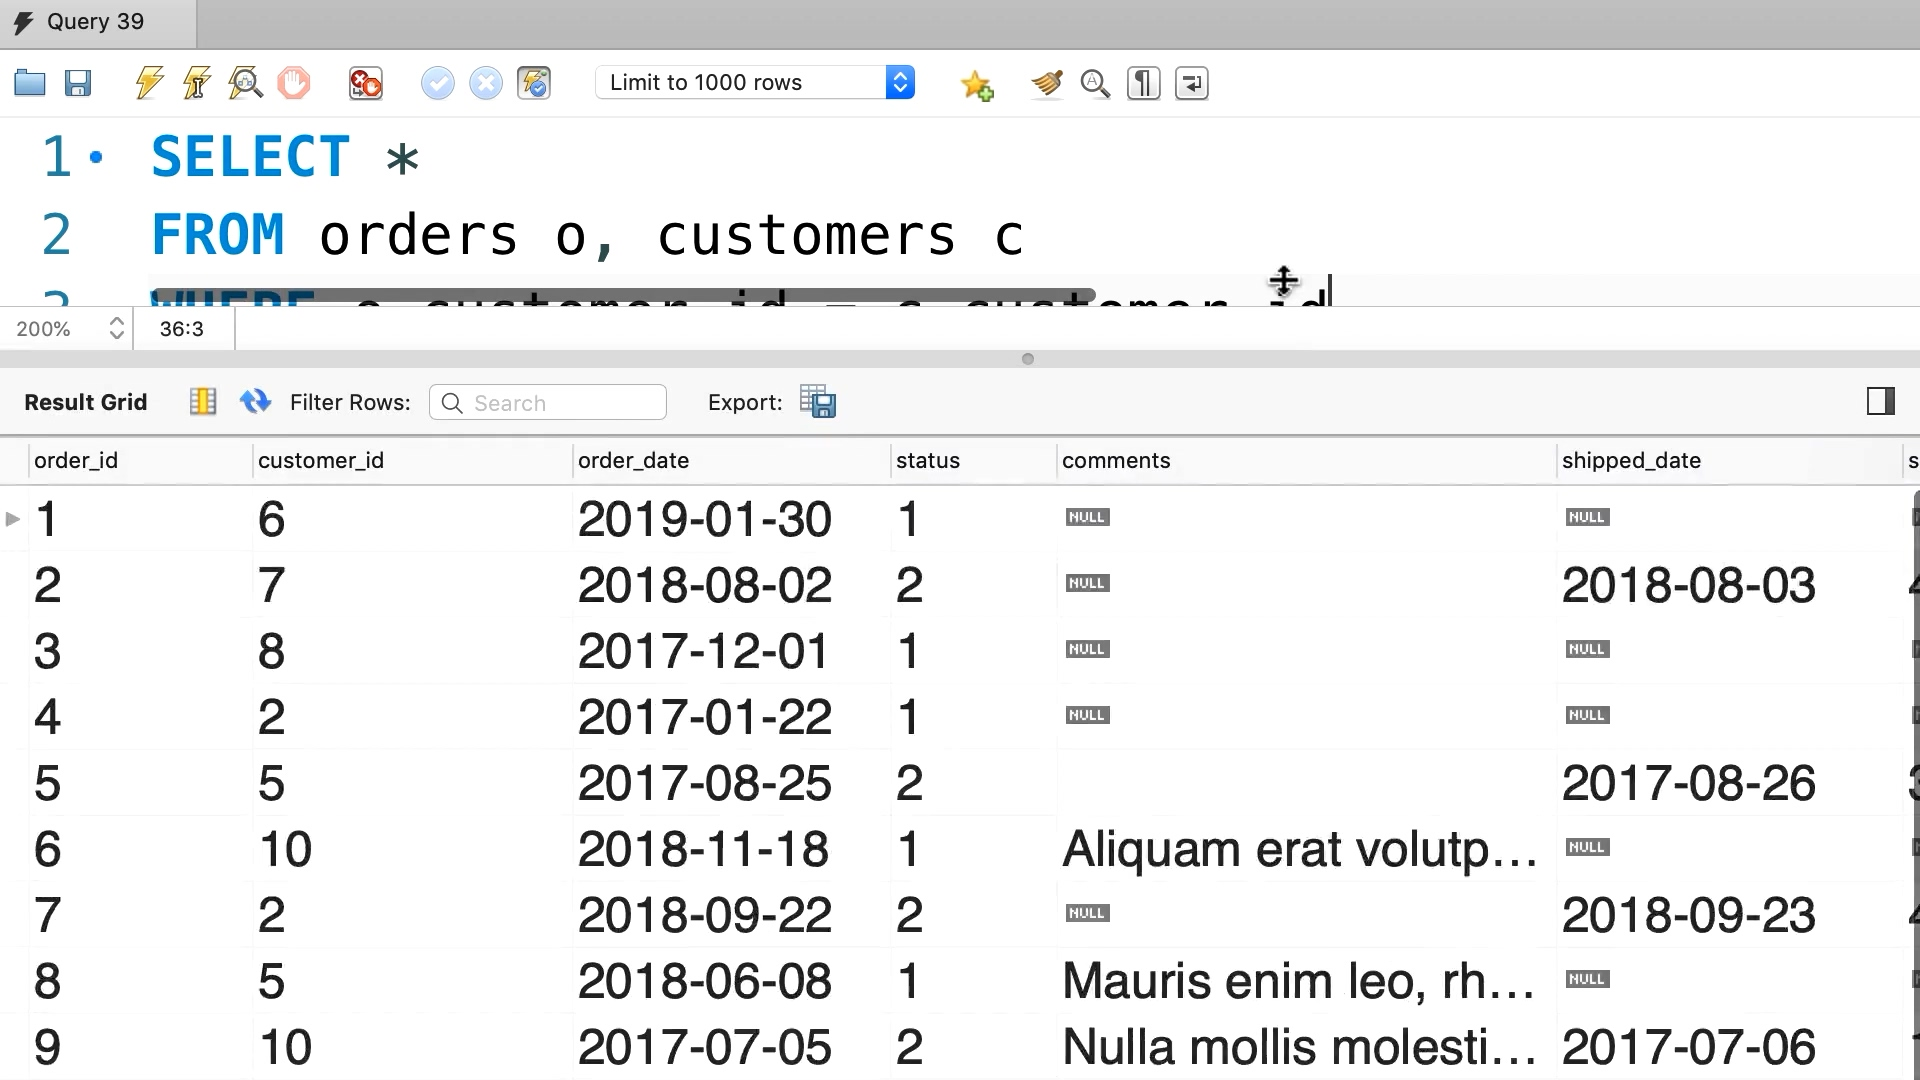 Query 39
Limit to 1000 rows
1 SELECT *
2 FROM orders o, customers c
3 WHERE o.customer_id = c.customer_id
200% 36:3
Result Grid Filter Rows: Search Export:
order_id customer_id order_date status comments shipped_date s
1 6 2019-01-30 1 NULL NULL
2 7 2018-08-02 2 NULL 2018-08-03
3 8 2017-12-01 1 NULL NULL
4 2 2017-01-22 1 NULL NULL
5 5 2017-08-25 2 2017-08-26
6 10 2018-11-18 1 Aliquam erat volutp... NULL
7 2 2018-09-22 2 NULL 2018-09-23
8 5 2018-06-08 1 Mauris enim leo, rh... NULL
9 10 2017-07-05 2 Nulla mollis molesti... 2017-07-06